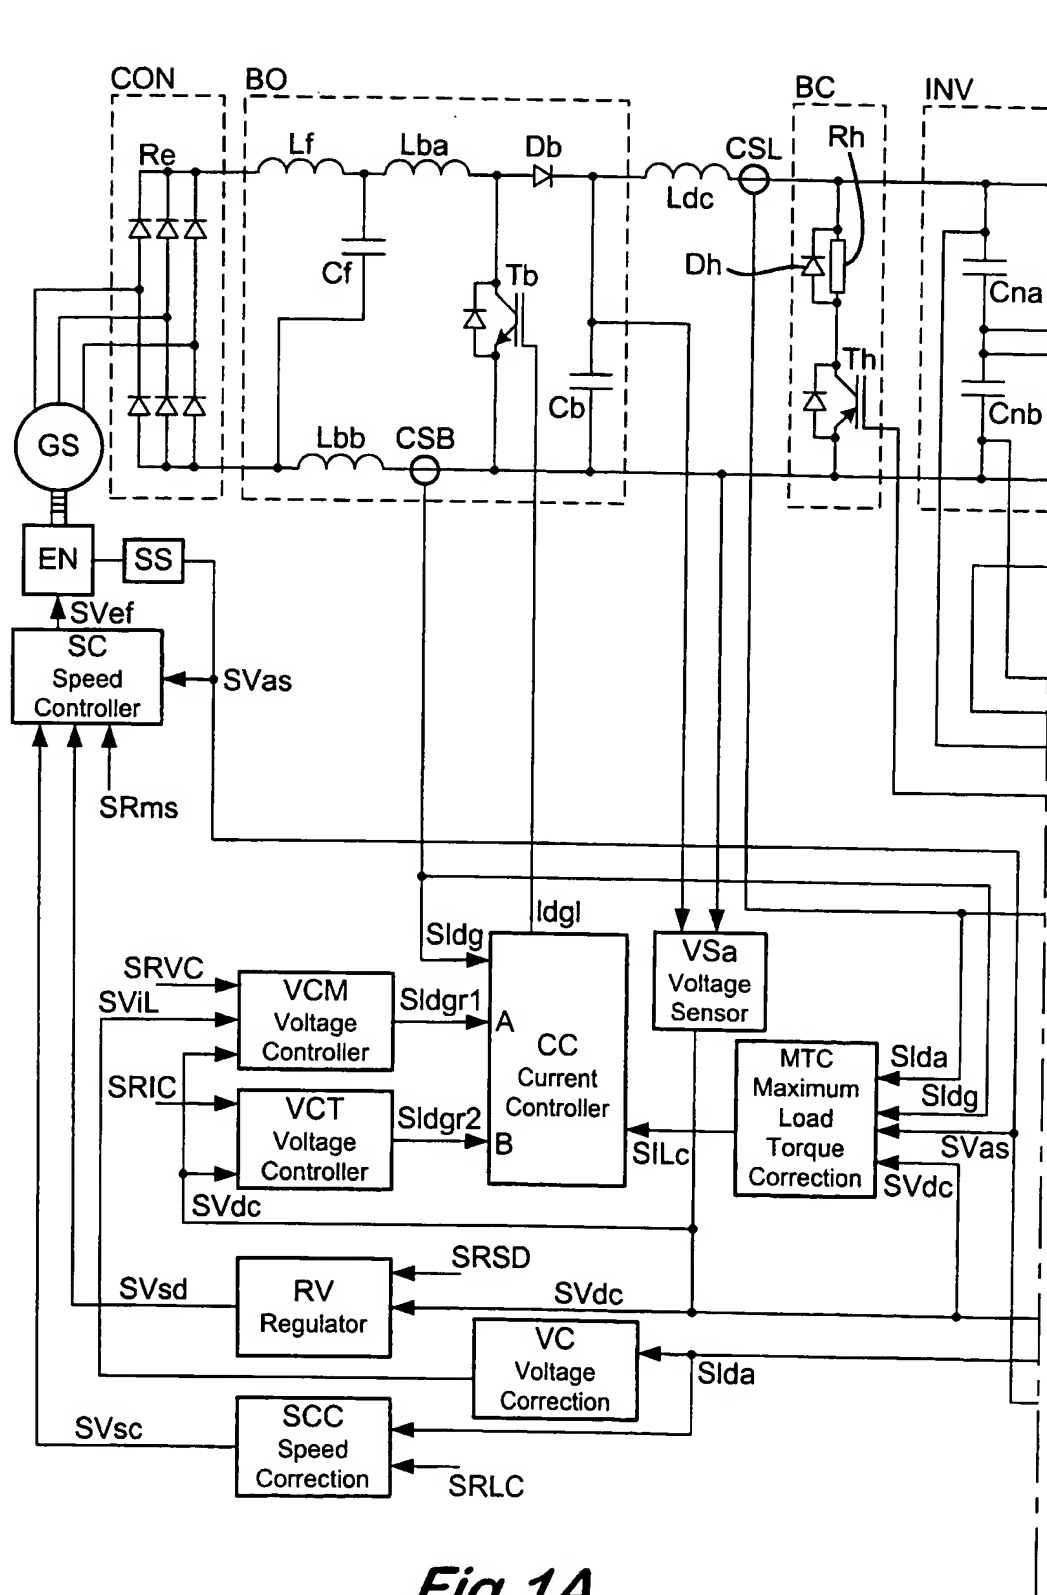 CON
BO
BC
INV
Re
Lf
Lba
Db
CSL
Rh
Ldc
Cf
Tb
Dh
Cna
Th
Cb
Cnb
GS
Lbb
CSB
EN
SS
SVef
SC
Speed
Controller
SVas
SRms
Idgl
SIdg
VSa
Voltage
Sensor
SRVC
SViL
VCM
Voltage
Controller
SIdgr1
A
CC
Current
Controller
MTC
Maximum
Load
Torque
Correction
SIda
SIdg
SVas
SVdc
SRIC
VCT
Voltage
Controller
SIdgr2
B
SILc
SVdc
SRSD
RV
Regulator
SVsd
SVdc
VC
Voltage
Correction
SIda
SCC
Speed
Correction
SVsc
SRLC
Fig 1A